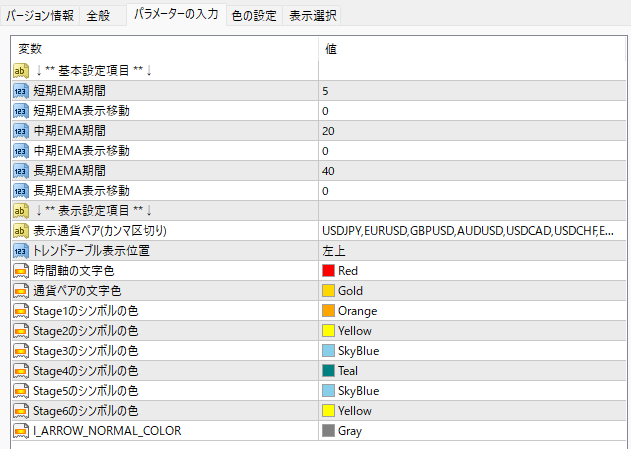 バージョン情報 全般 パラメーターの入力 色の設定 表示選択
変数 値
ab ↓** 基本設定項目 **↓
123 短期EMA期間 5
123 短期EMA表示移動 0
123 中期EMA期間 20
123 中期EMA表示移動 0
123 長期EMA期間 40
123 長期EMA表示移動 0
ab ↓** 表示設定項目 **↓
ab 表示通貨ペア(カンマ区切り) USDJPY,EURUSD,GBPUSD,AUDUSD,USDCAD,USDCHF,E...
123 トレンドテーブル表示位置 左上
時間軸の文字色 Red
通貨ペアの文字色 Gold
Stage1のシンボルの色 Orange
Stage2のシンボルの色 Yellow
Stage3のシンボルの色 SkyBlue
Stage4のシンボルの色 Teal
Stage5のシンボルの色 SkyBlue
Stage6のシンボルの色 Yellow
I_ARROW_NORMAL_COLOR Gray